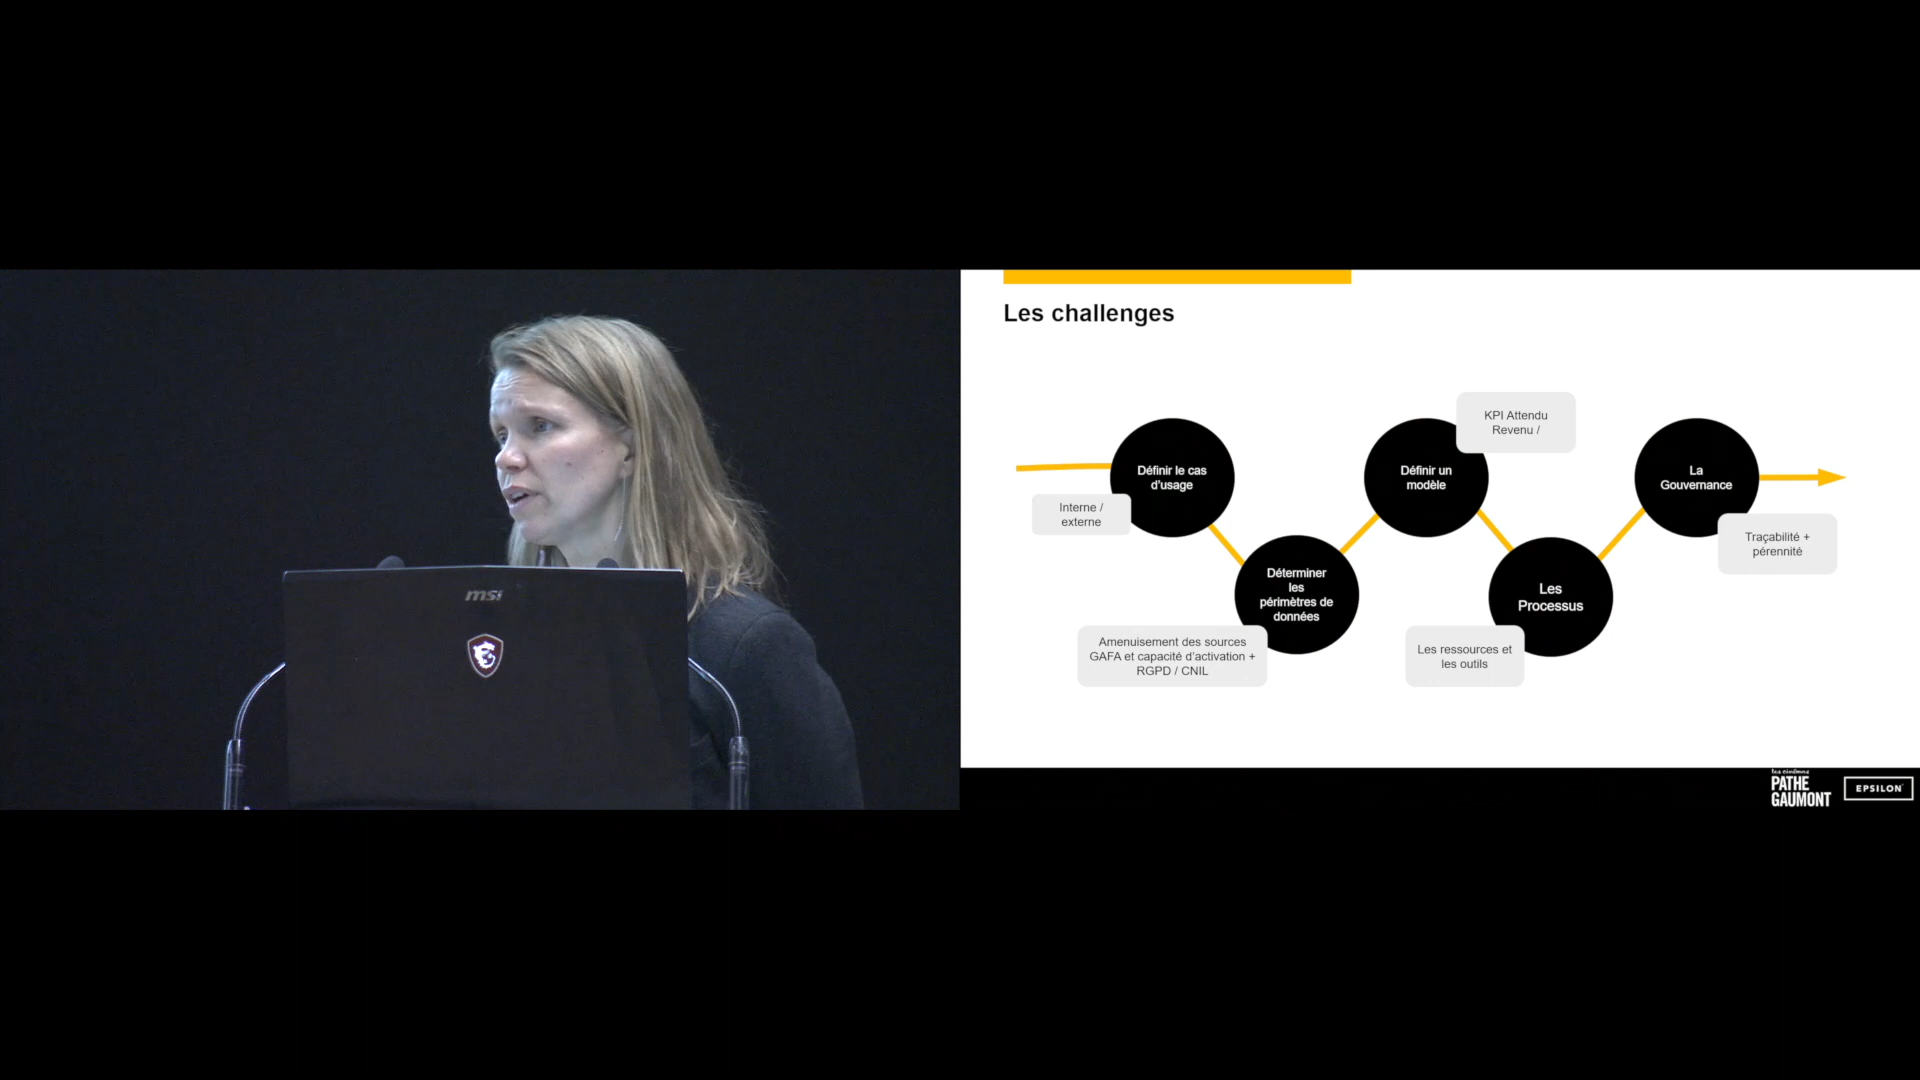 msi
Les challenges
KPI Attendu
Revenu /
Définir le cas
d'usage
Définir un
modèle
La
Gouvernance
Interne /
externe
Traçabilité +
pérennité
Déterminer
les
périmètres de
données
Les
Processus
Amenuisement des sources
GAFA et capacité d'activation +
RGPD / CNIL
Les ressources et
les outils
les cinémas
PATHE
GAUMONT
EPSILON